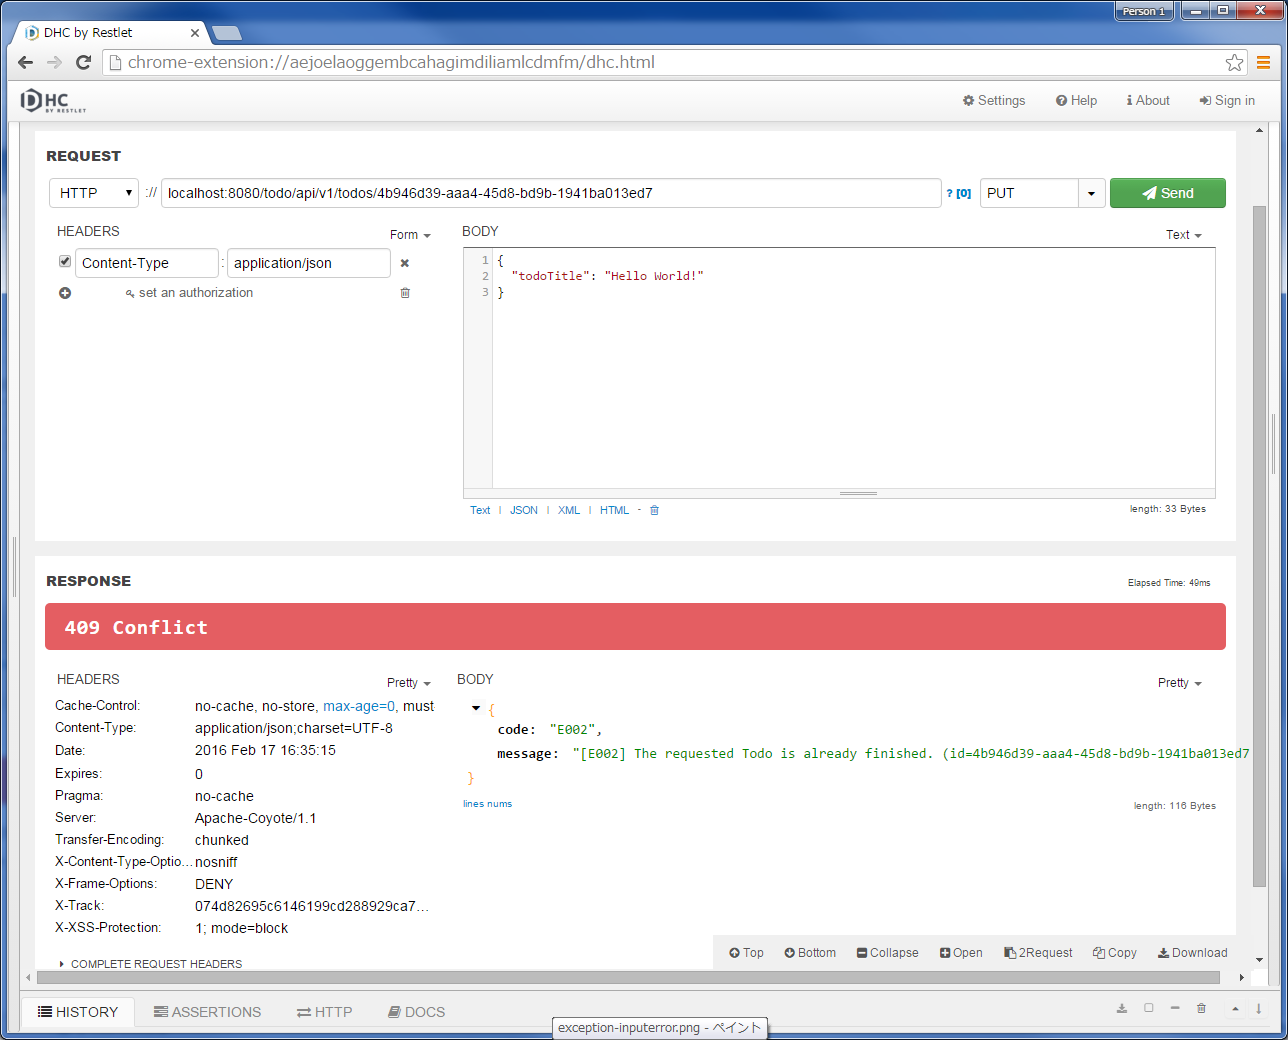 Person 1
DHC by Restlet
chrome-extension://aejoelaoggembcahagimdiliamlcdmfm/dhc.html
DHC
BY RESTLET
Settings
Help
About
Sign in
REQUEST
HTTP
://
localhost:8080/todo/api/v1/todos/4b946d39-aaa4-45d8-bd9b-1941ba013ed7
? [0]
PUT
Send
HEADERS
Form
BODY
Text
Content-Type : application/json
set an authorization
1 {
2 "todoTitle": "Hello World!"
3 }
Text | JSON | XML | HTML -
length: 33 Bytes
RESPONSE
Elapsed Time: 49ms
409 Conflict
HEADERS
Pretty
BODY
Pretty
Cache-Control: no-cache, no-store, max-age=0, must
Content-Type: application/json;charset=UTF-8
Date: 2016 Feb 17 16:35:15
Expires: 0
Pragma: no-cache
Server: Apache-Coyote/1.1
Transfer-Encoding: chunked
X-Content-Type-Optio... nosniff
X-Frame-Options: DENY
X-Track: 074d82695c6146199cd288929ca7...
X-XSS-Protection: 1; mode=block
{
code: "E002",
message: "[E002] The requested Todo is already finished. (id=4b946d39-aaa4-45d8-bd9b-1941ba013ed7
}
lines nums
length: 116 Bytes
COMPLETE REQUEST HEADERS
Top
Bottom
Collapse
Open
2Request
Copy
Download
HISTORY
ASSERTIONS
HTTP
DOCS
exception-inputerror.png - ペイント